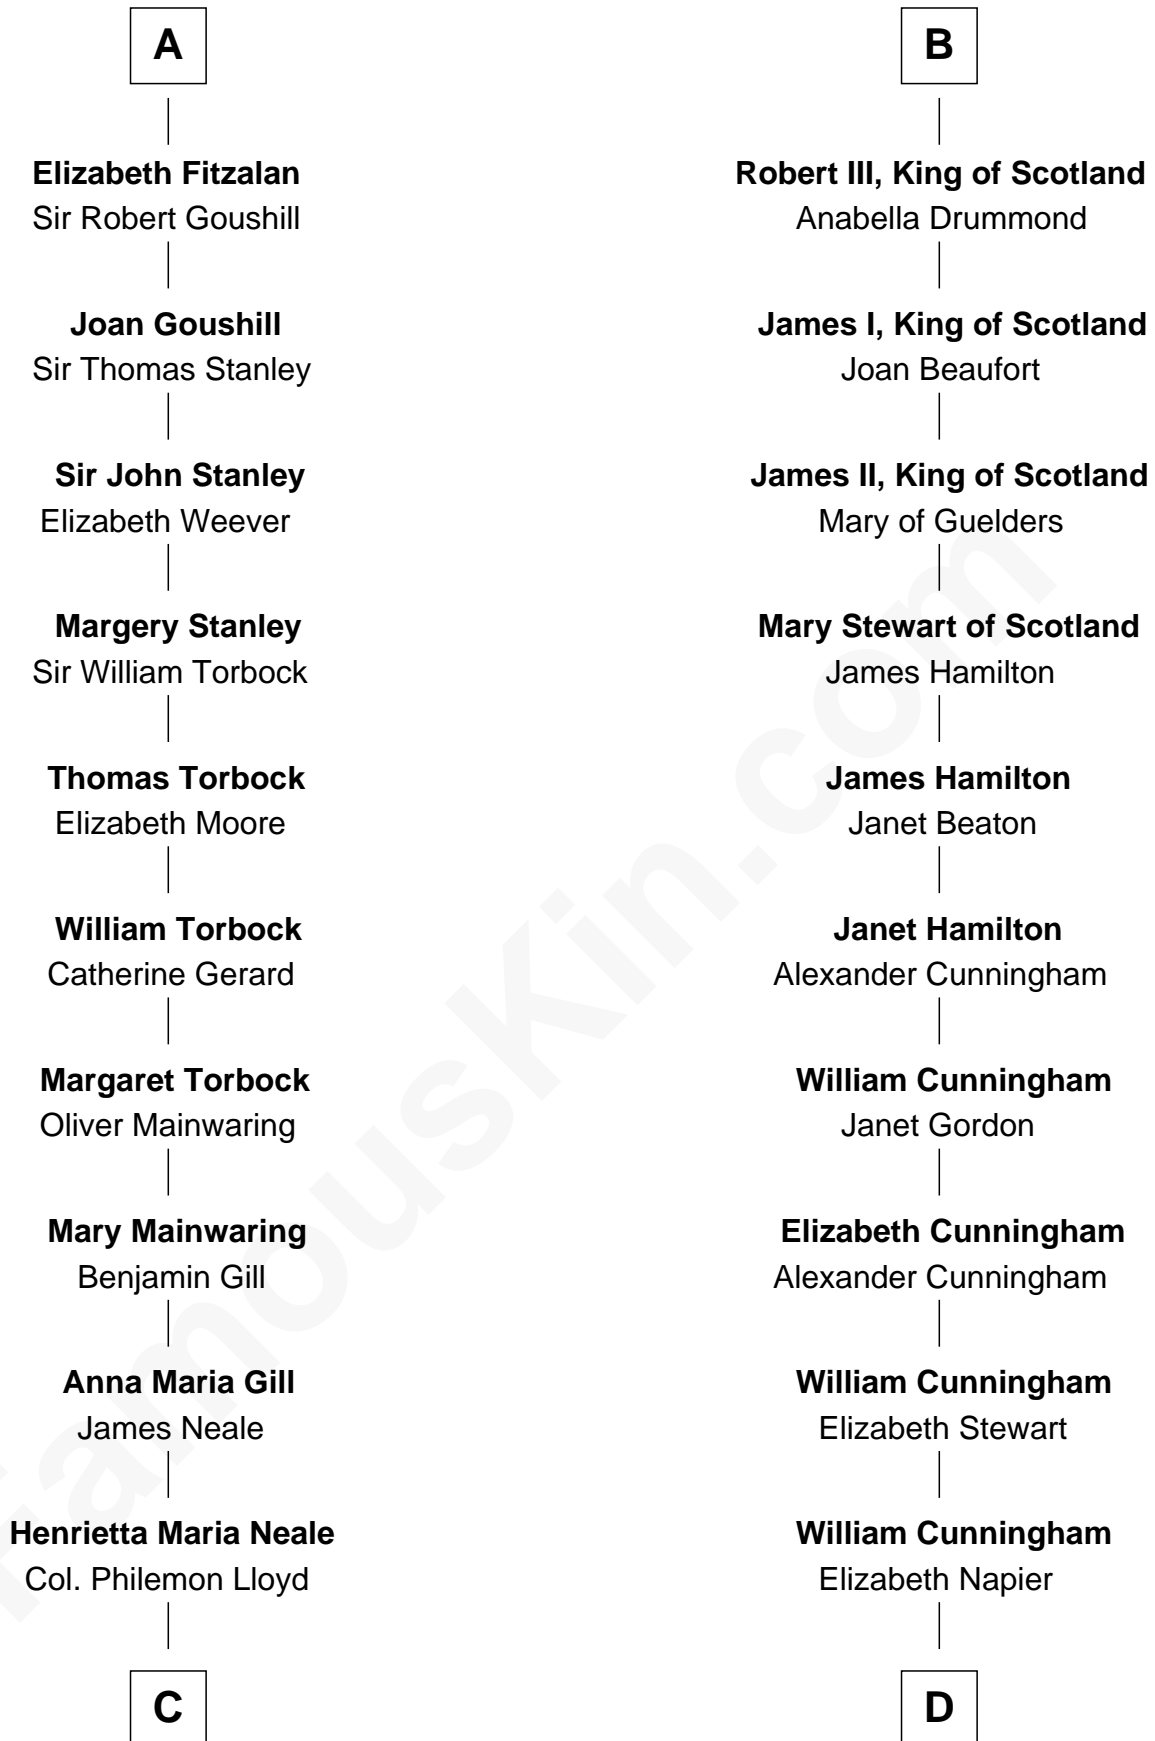 A
Elizabeth Fitzalan
Sir Robert Goushill
Joan Goushill
Sir Thomas Stanley
Sir John Stanley
Elizabeth Weever
Margery Stanley
Sir William Torbock
Thomas Torbock
Elizabeth Moore
William Torbock
Catherine Gerard
Margaret Torbock
Oliver Mainwaring
Mary Mainwaring
Benjamin Gill
Anna Maria Gill
James Neale
Henrietta Maria Neale
Col. Philemon Lloyd
C
B
Robert III, King of Scotland
Anabella Drummond
James I, King of Scotland
Joan Beaufort
James II, King of Scotland
Mary of Guelders
Mary Stewart of Scotland
James Hamilton
James Hamilton
Janet Beaton
Janet Hamilton
Alexander Cunningham
William Cunningham
Janet Gordon
Elizabeth Cunningham
Alexander Cunningham
William Cunningham
Elizabeth Stewart
William Cunningham
Elizabeth Napier
D
FamousKin.com